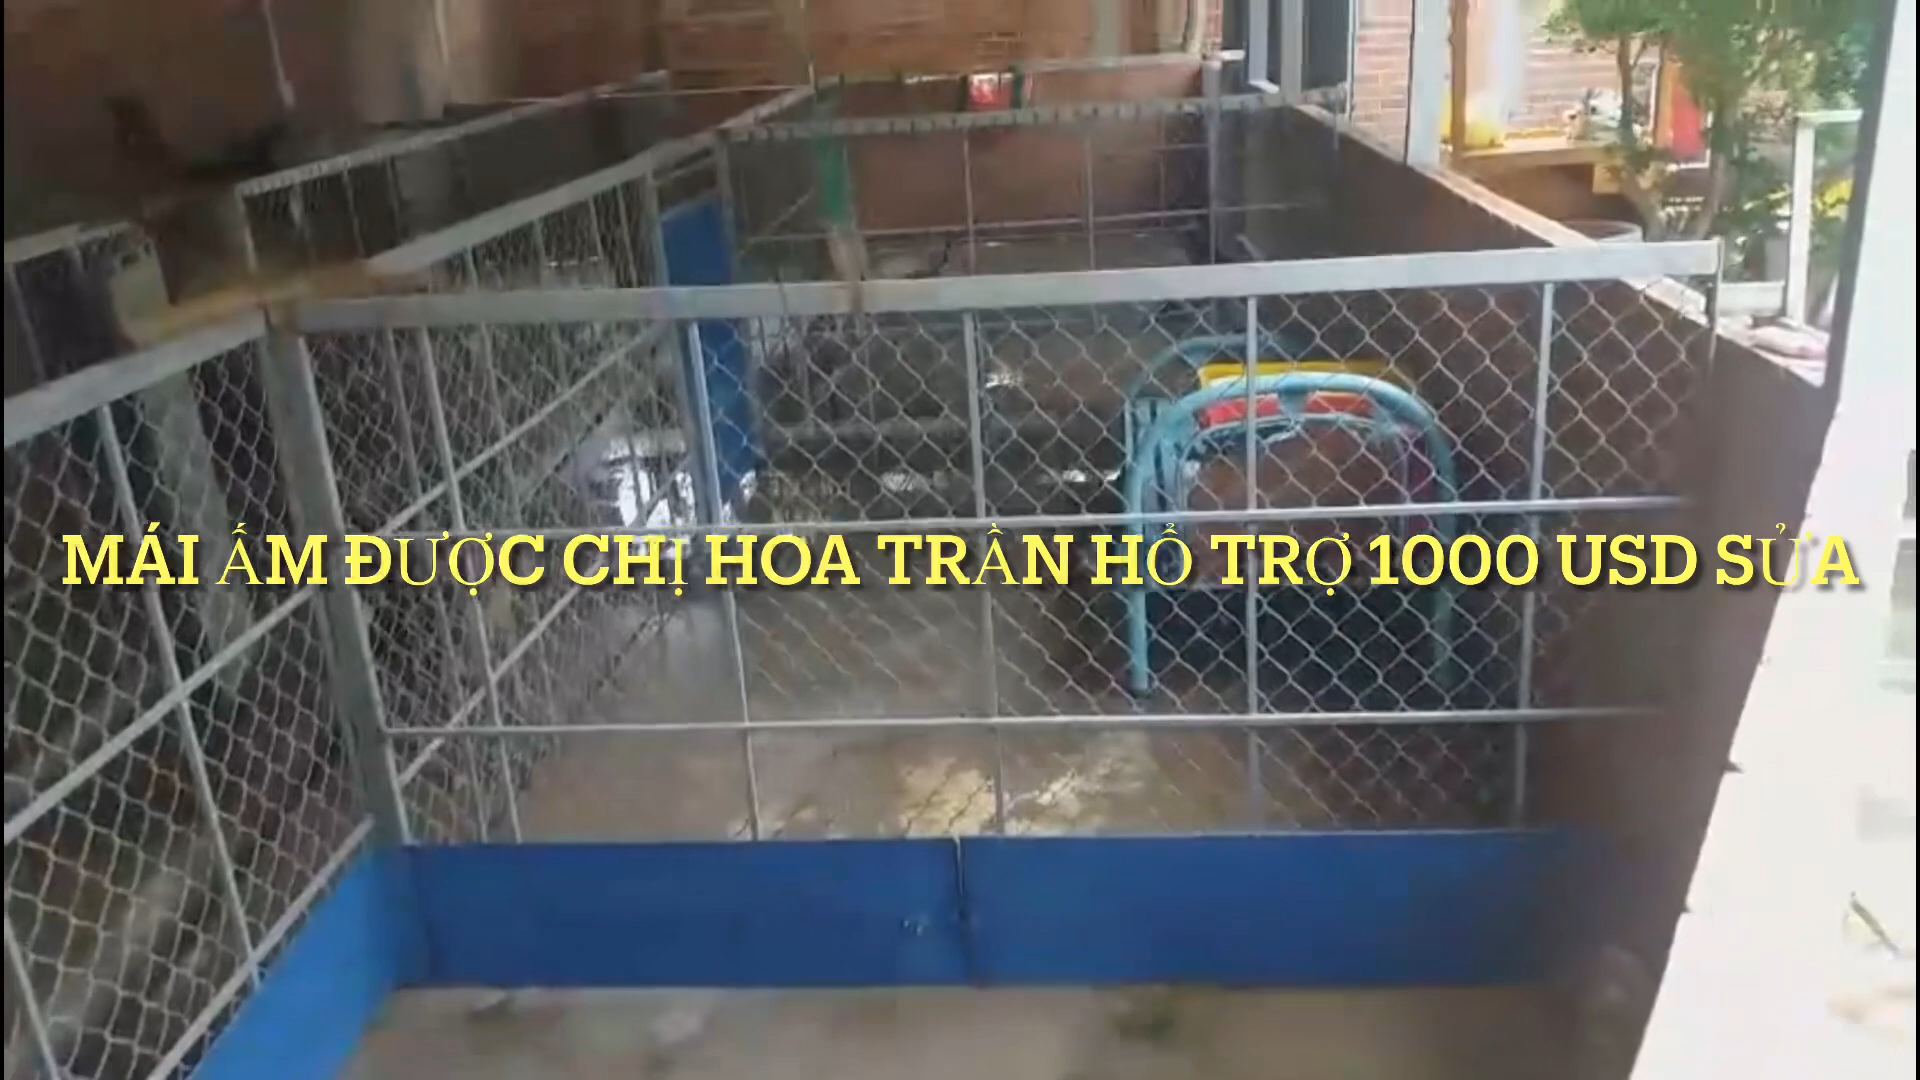 MÁI ẤM ĐƯỢC CHỊ HOA TRẦN HỔ TRỢ 1000 USD SỬA